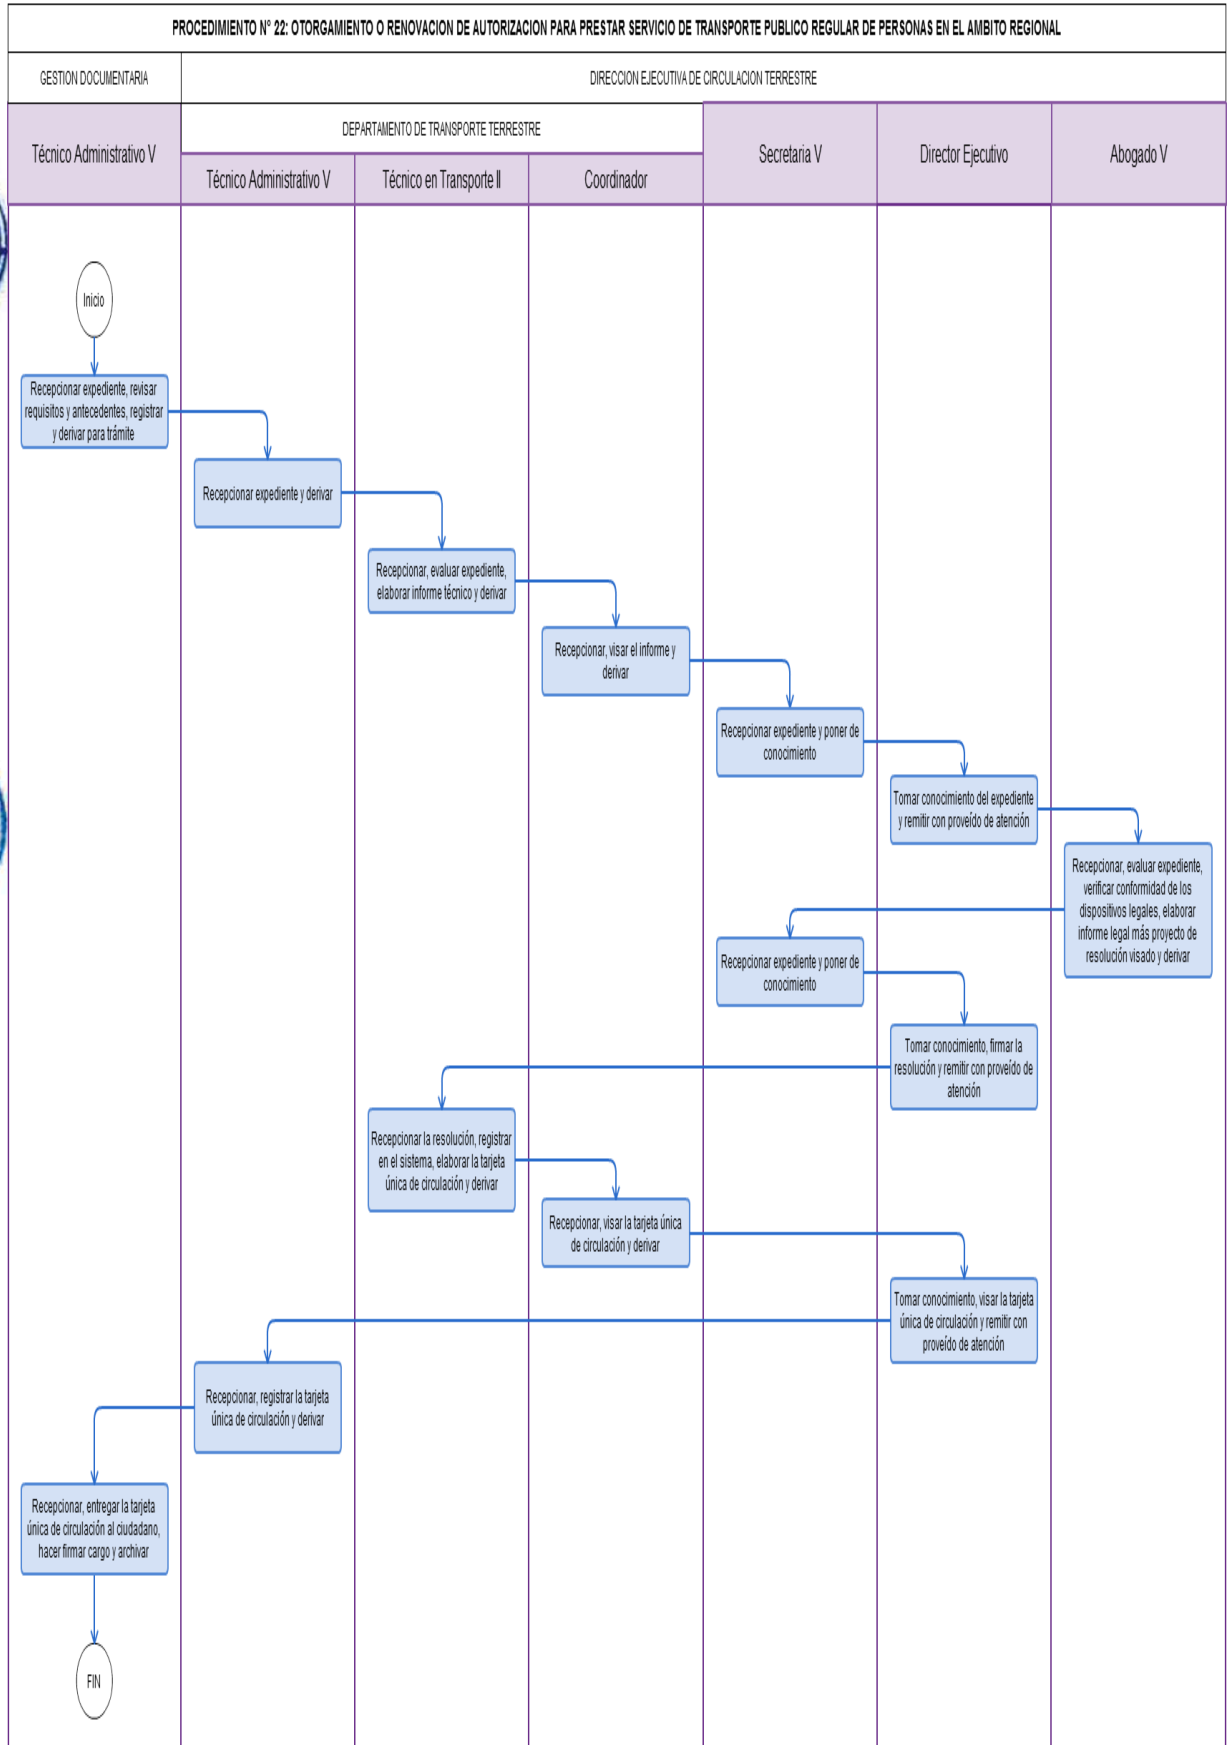 PROCEDIMIENTO N° 22: OTORGAMIENTO O RENOVACION DE AUTORIZACION PARA PRESTAR SERVICIO DE TRANSPORTE PUBLICO REGULAR DE PERSONAS EN EL AMBITO REGIONAL
GESTION DOCUMENTARIA
DIRECCION EJECUTIVA DE CIRCULACION TERRESTRE
DEPARTAMENTO DE TRANSPORTE TERRESTRE
Técnico Administrativo V
Técnico Administrativo V
Técnico en Transporte II
Coordinador
Secretaria V
Director Ejecutivo
Abogado V
Inicio
Recepcionar expediente, revisar
requisitos y antecedentes, registrar
y derivar para trámite
Recepcionar expediente y derivar
Recepcionar, evaluar expediente,
elaborar informe técnico y derivar
Recepcionar, visar el informe y
derivar
Recepcionar expediente y poner de
conocimiento
Tomar conocimiento del expediente
y remitir con proveído de atención
Recepcionar, evaluar expediente,
verificar conformidad de los
dispositivos legales, elaborar
informe legal más proyecto de
resolución visado y derivar
Recepcionar expediente y poner de
conocimiento
Tomar conocimiento, firmar la
resolución y remitir con proveído de
atención
Recepcionar la resolución, registrar
en el sistema, elaborar la tarjeta
única de circulación y derivar
Recepcionar, visar la tarjeta única
de circulación y derivar
Tomar conocimiento, visar la tarjeta
única de circulación y remitir con
proveído de atención
Recepcionar, registrar la tarjeta
única de circulación y derivar
Recepcionar, entregar la tarjeta
única de circulación al ciudadano,
hacer firmar cargo y archivar
FIN